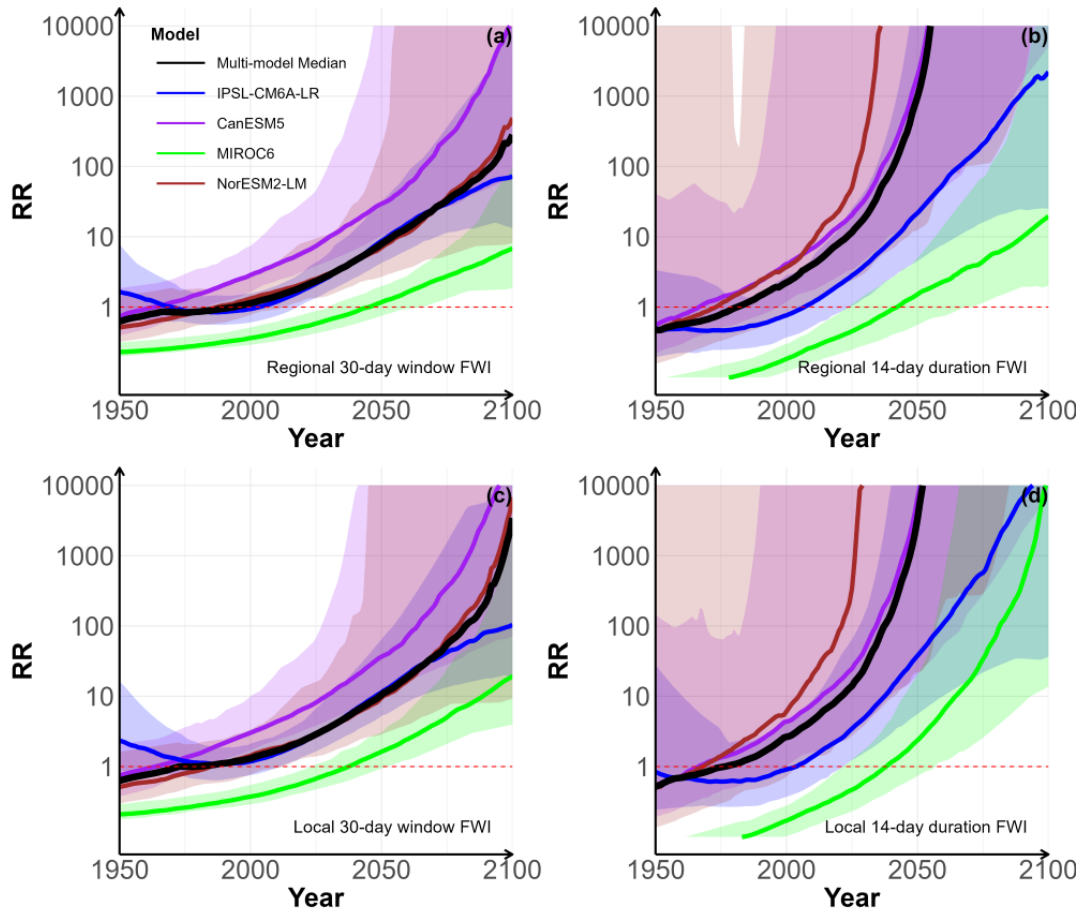 (a)
Model
Multi-model Median
IPSL-CM6A-LR
CanESM5
MIROC6
NorESM2-LM
10000
1000
100
10
1
RR
Regional 30-day window FWI
1950 2000 2050 2100
Year
(b)
10000
1000
100
10
1
RR
Regional 14-day duration FWI
1950 2000 2050 2100
Year
(c)
10000
1000
100
10
1
RR
Local 30-day window FWI
1950 2000 2050 2100
Year
(d)
10000
1000
100
10
1
RR
Local 14-day duration FWI
1950 2000 2050 2100
Year